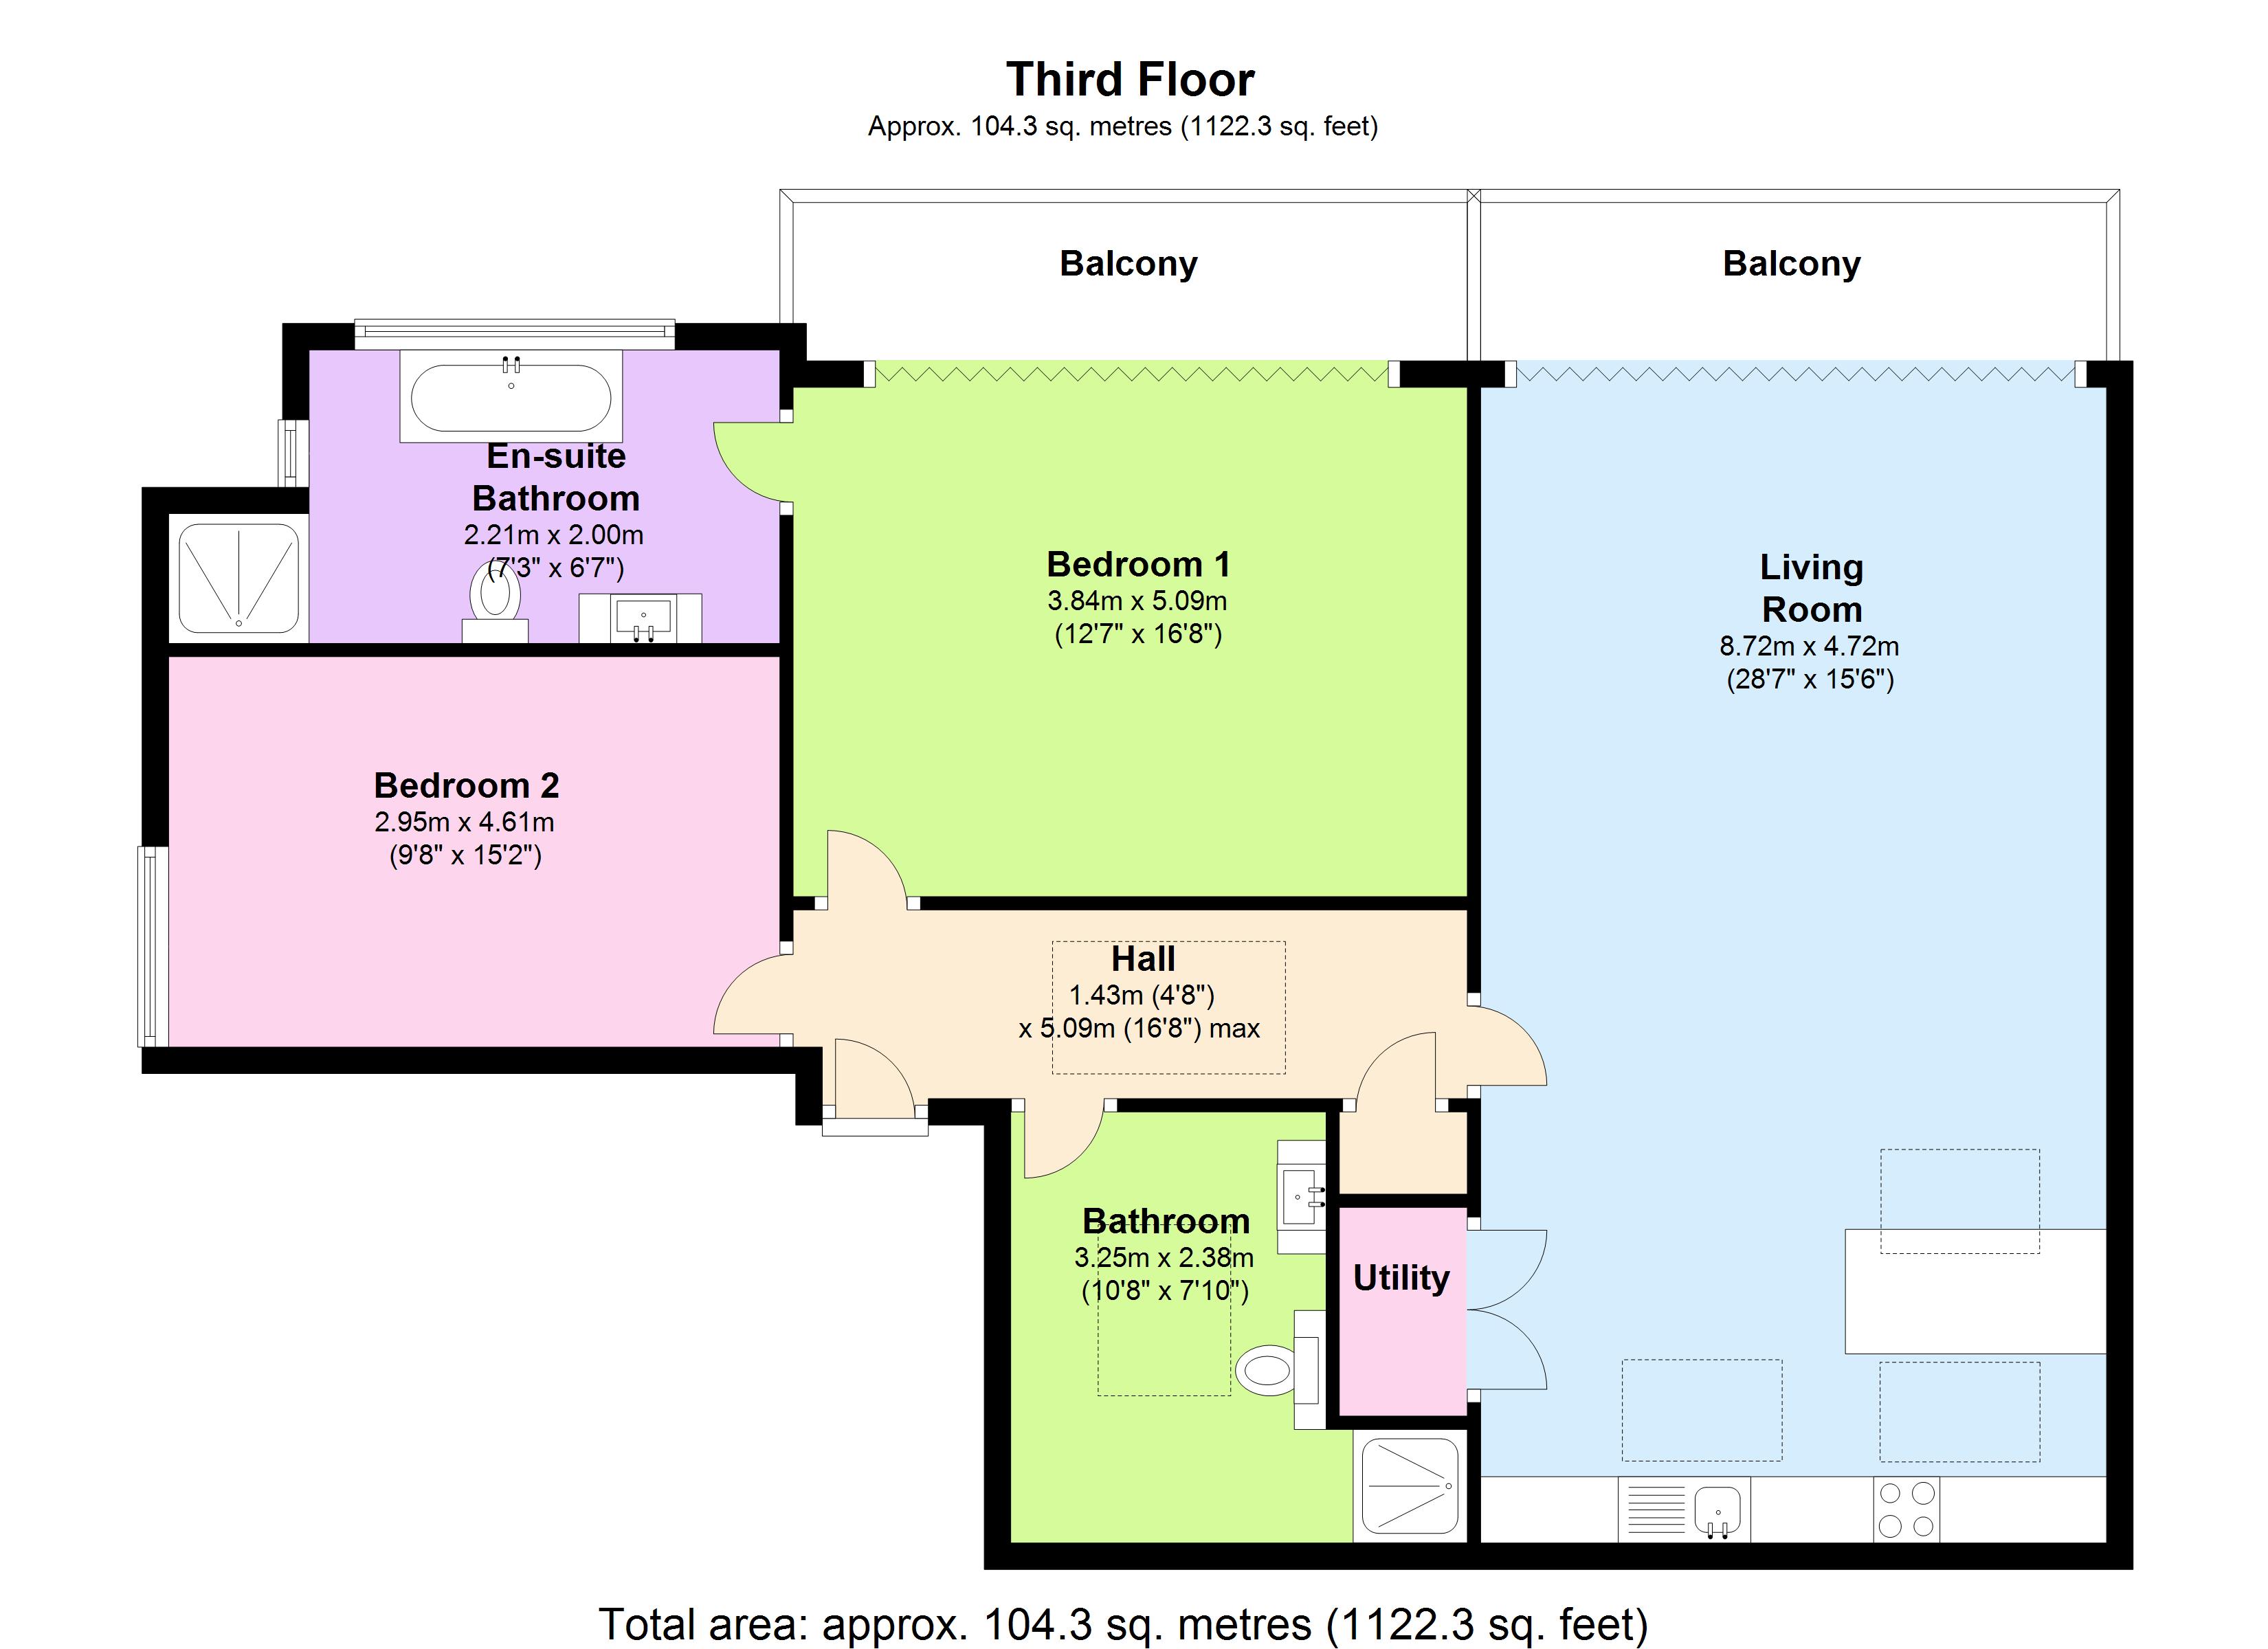 Third Floor
Approx. 104.3 sq. metres (1122.3 sq. feet)
Balcony
Balcony
En-suite
Bathroom
2.21m x 2.00m
(7'3" x 6'7")
Bedroom 1
3.84m x 5.09m
(12'7" x 16'8")
Living
Room
8.72m x 4.72m
(28'7" x 15'6")
Bedroom 2
2.95m x 4.61m
(9'8" x 15'2")
Hall
1.43m (4'8")
x 5.09m (16'8") max
Bathroom
3.25m x 2.38m
(10'8" x 7'10")
Utility
Total area: approx. 104.3 sq. metres (1122.3 sq. feet)